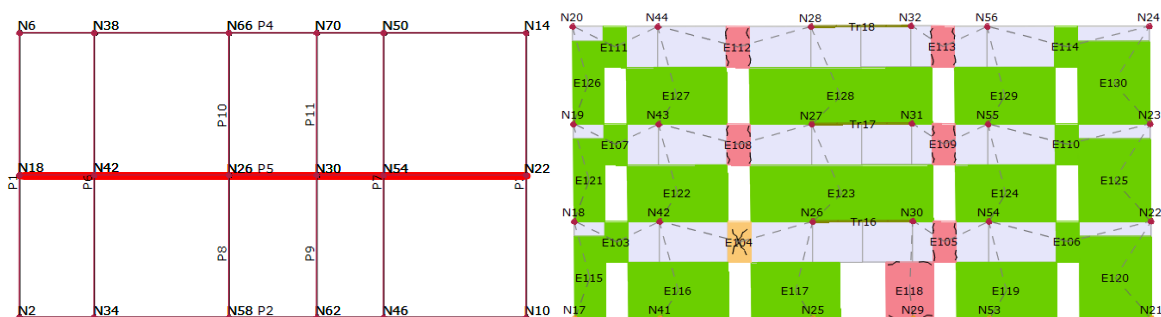 N6 N38 N66 P4 N70 N50 N14
P10 P11
N18 N42 N26 P5 N30 N54 N22
P1 P6 P7
P8 P9
N2 N34 N58 P2 N62 N46 N10
N20 N44 N28 Tr18 N32 N56 N24
E111 E112 E113 E114
E126 E127 E128 E129 E130
N19 N43 N27 Tr17 N31 N55 N23
E107 E108 E109 E110
E121 E122 E123 E124 E125
N18 N42 N26 Tr16 N30 N54 N22
E103 E104 E105 E106
E115 E116 E117 E118 E119 E120
N17 N41 N25 N29 N53 N21